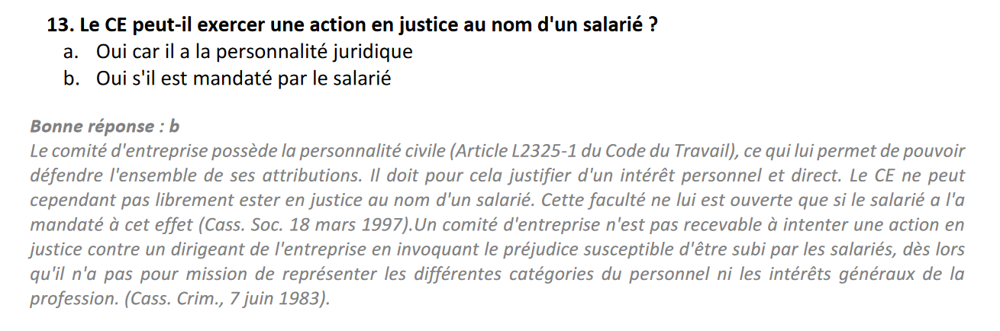 13. Le CE peut-il exercer une action en justice au nom d'un salarié ?
a. Oui car il a la personnalité juridique
b. Oui s'il est mandaté par le salarié
Bonne réponse : b
Le comité d'entreprise possède la personnalité civile (Article L2325-1 du Code du Travail), ce qui lui permet de pouvoir
défendre l'ensemble de ses attributions. Il doit pour cela justifier d'un intérêt personnel et direct. Le CE ne peut
cependant pas librement ester en justice au nom d'un salarié. Cette faculté ne lui est ouverte que si le salarié a l'a
mandaté à cet effet (Cass. Soc. 18 mars 1997).Un comité d'entreprise n'est pas recevable à intenter une action en
justice contre un dirigeant de l'entreprise en invoquant le préjudice susceptible d'être subi par les salariés, dès lors
qu'il n'a pas pour mission de représenter les différentes catégories du personnel ni les intérêts généraux de la
profession. (Cass. Crim., 7 juin 1983).